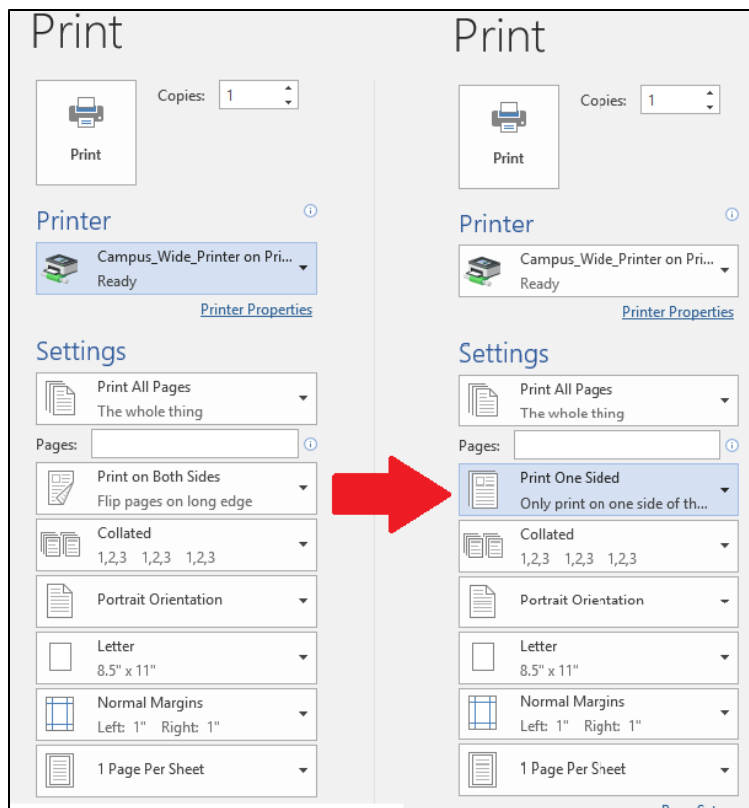 Print
Copies: 1
Print
Printer
Campus_Wide_Printer on Pri...
Ready
Printer Properties
Settings
Print All Pages
The whole thing
Pages:
Print on Both Sides
Flip pages on long edge
Collated
1,2,3 1,2,3 1,2,3
Portrait Orientation
Letter
8.5" x 11"
Normal Margins
Left: 1" Right: 1"
1 Page Per Sheet
Print
Copies: 1
Print
Printer
Campus_Wide_Printer on Pri...
Ready
Printer Properties
Settings
Print All Pages
The whole thing
Pages:
Print One Sided
Only print on one side of th...
Collated
1,2,3 1,2,3 1,2,3
Portrait Orientation
Letter
8.5" x 11"
Normal Margins
Left: 1" Right: 1"
1 Page Per Sheet